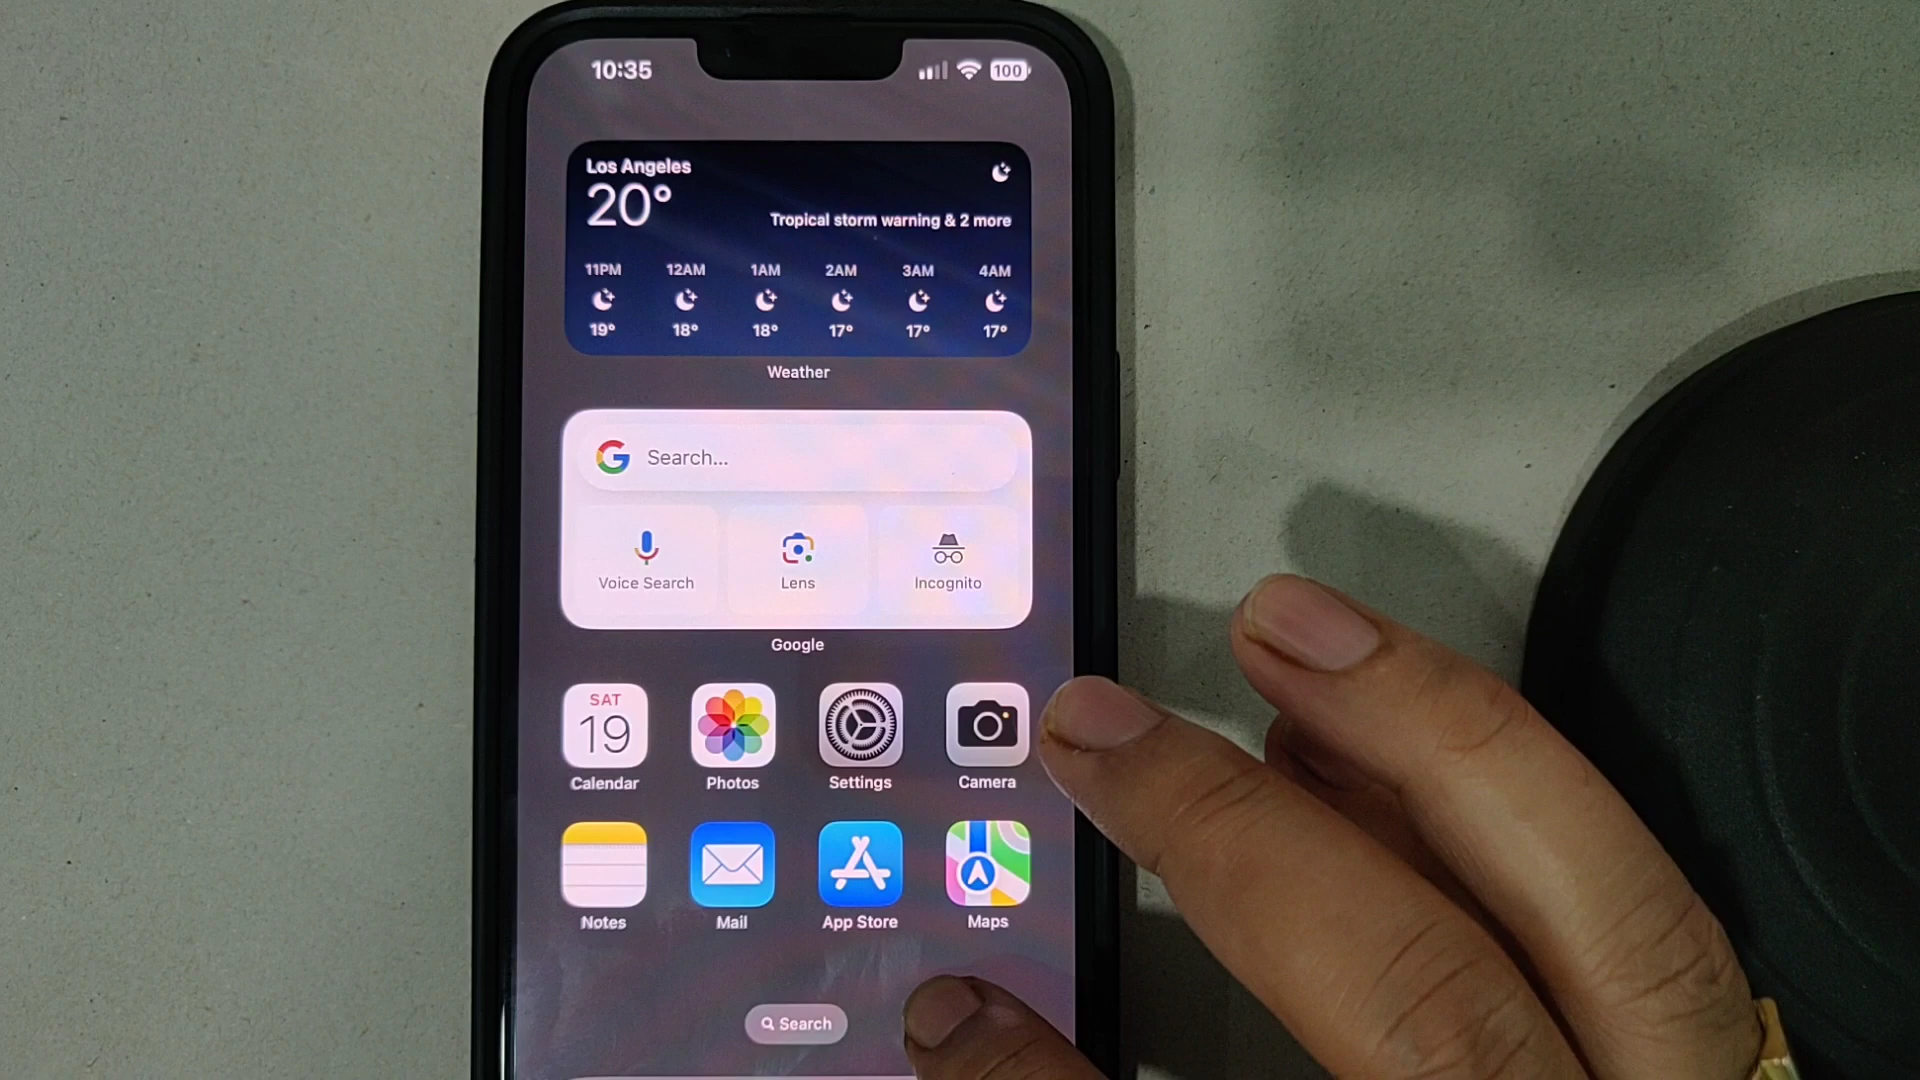 10:35
100
Los Angeles
20°
Tropical storm warning & 2 more
11PM 12AM 1AM 2AM 3AM 4AM
19° 18° 18° 17° 17° 17°
Weather
G Search...
Voice Search Lens Incognito
Google
SAT
19
Calendar Photos Settings Camera
Notes Mail App Store Maps
Search